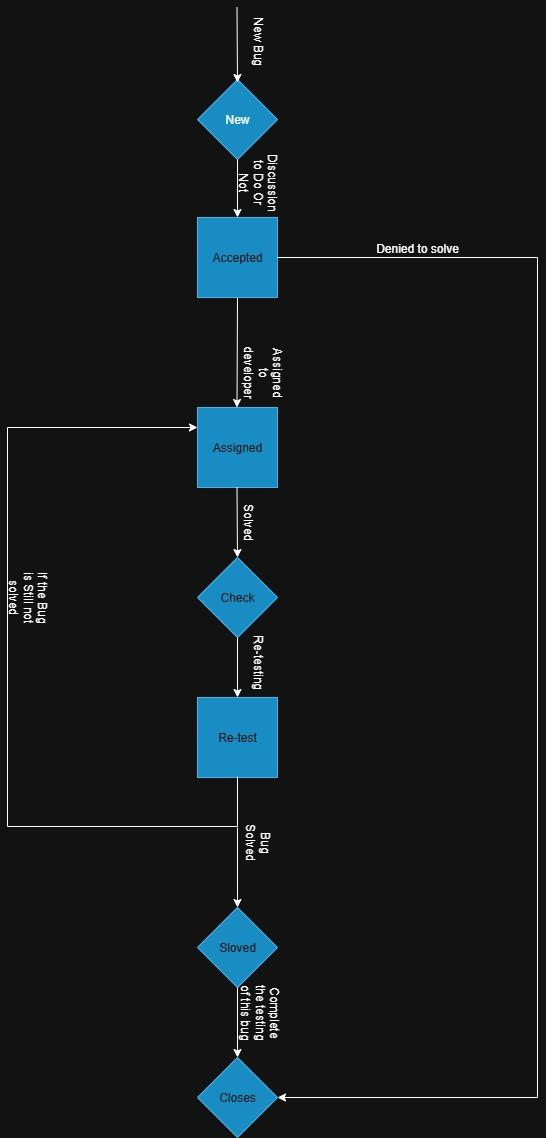 New Bug
New
Discussion
to Do Or
Not
Accepted
Denied to solve
Assigned
to
developer
Assigned
Solved
Check
If the Bug
is Still not
solved
Re-testing
Re-test
Bug
Solved
Sloved
Complete
the testing
of this bug
Closes